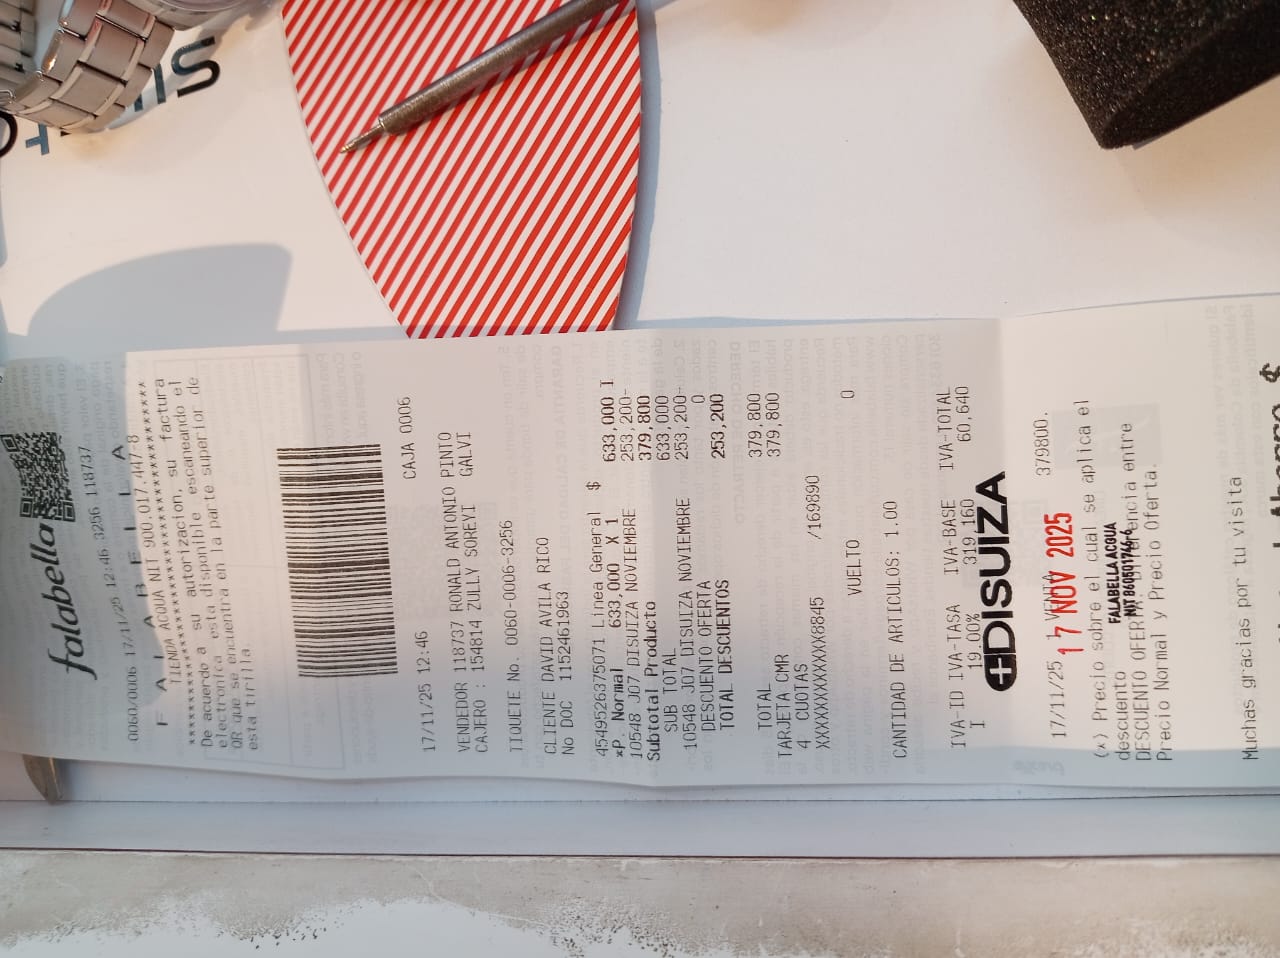 falabella
0060/0006 17/11/25 12:46 3256 118737
F A L A B E L L A
TIENDA ACQUA NIT 900.017.447-8
****************************************
De acuerdo a su autorizacion, su factura
electronica esta disponible escaneando el
QR que se encuentra en la parte superior de
esta tirilla.
17/11/25 12:46 CAJA 0006
VENDEDOR 118737 RONALD ANTONIO PINTO
CAJERO : 154814 ZULLY SOREVI GALVI
TIQUETE No. 0060-0006-3256
CLIENTE DAVID AVILA RICO
No DOC 1152461963
4549526375071 Linea General $ 633,000 I
*P. Normal 633,000 X 1
10548 J07 DISUIZA NOVIEMBRE 253,200-
Subtotal Producto 379,800
SUB TOTAL 633,000
10548 J07 DISUIZA NOVIEMBRE 253,200-
DESCUENTO OFERTA 0
TOTAL DESCUENTOS 253,200
TOTAL 379,800
TARJETA CMR 379,800
4 CUOTAS
XXXXXXXXXXXX8845 /169890
VUELTO 0
CANTIDAD DE ARTICULOS: 1.00
IVA-ID IVA-TASA IVA-BASE IVA-TOTAL
I 19.00% 319,160 60,640
DISUIZA
17/11/25 1 379800.
17 NOV 2025
(*) Precio sobre el cual se aplica el
descuento
FALABELLA ACQUA
DESCUENTO OFERTA: entre
NIT 860501746-6
Precio Normal y Precio Oferta.
Muchas gracias por tu visita